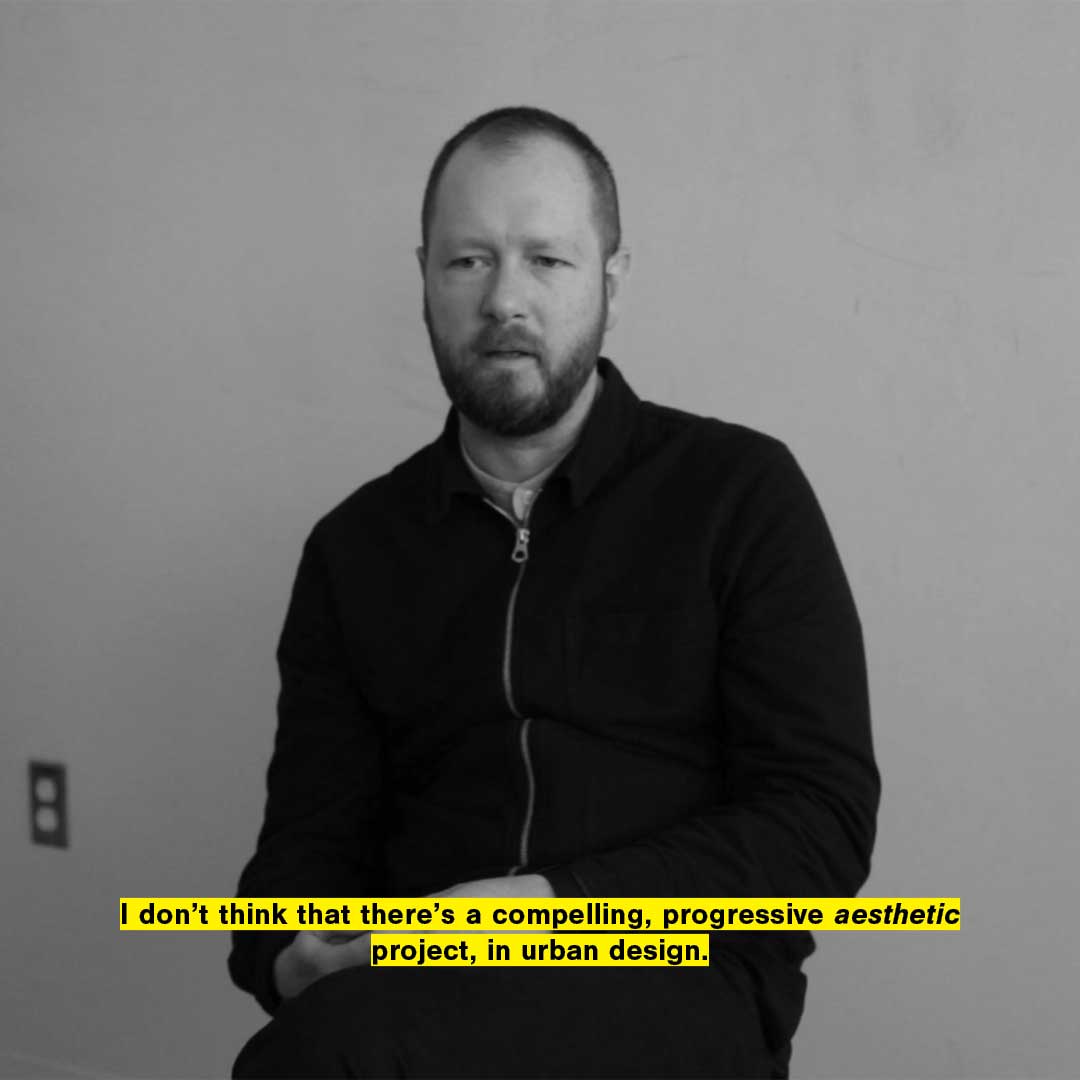 I don’t think that there’s a compelling, progressive aesthetic
project, in urban design.